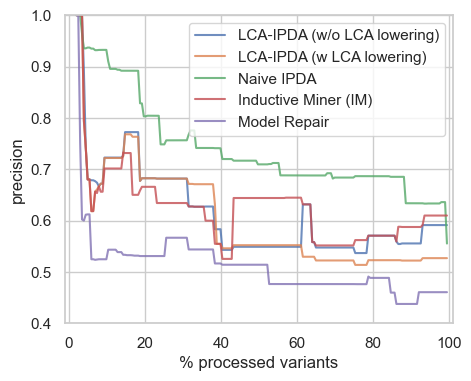 1.0
0.9
0.8
0.7
0.6
0.5
0.4
precision
LCA-IPDA (w/o LCA lowering)
LCA-IPDA (w LCA lowering)
Naive IPDA
Inductive Miner (IM)
Model Repair
0 20 40 60 80 100
% processed variants